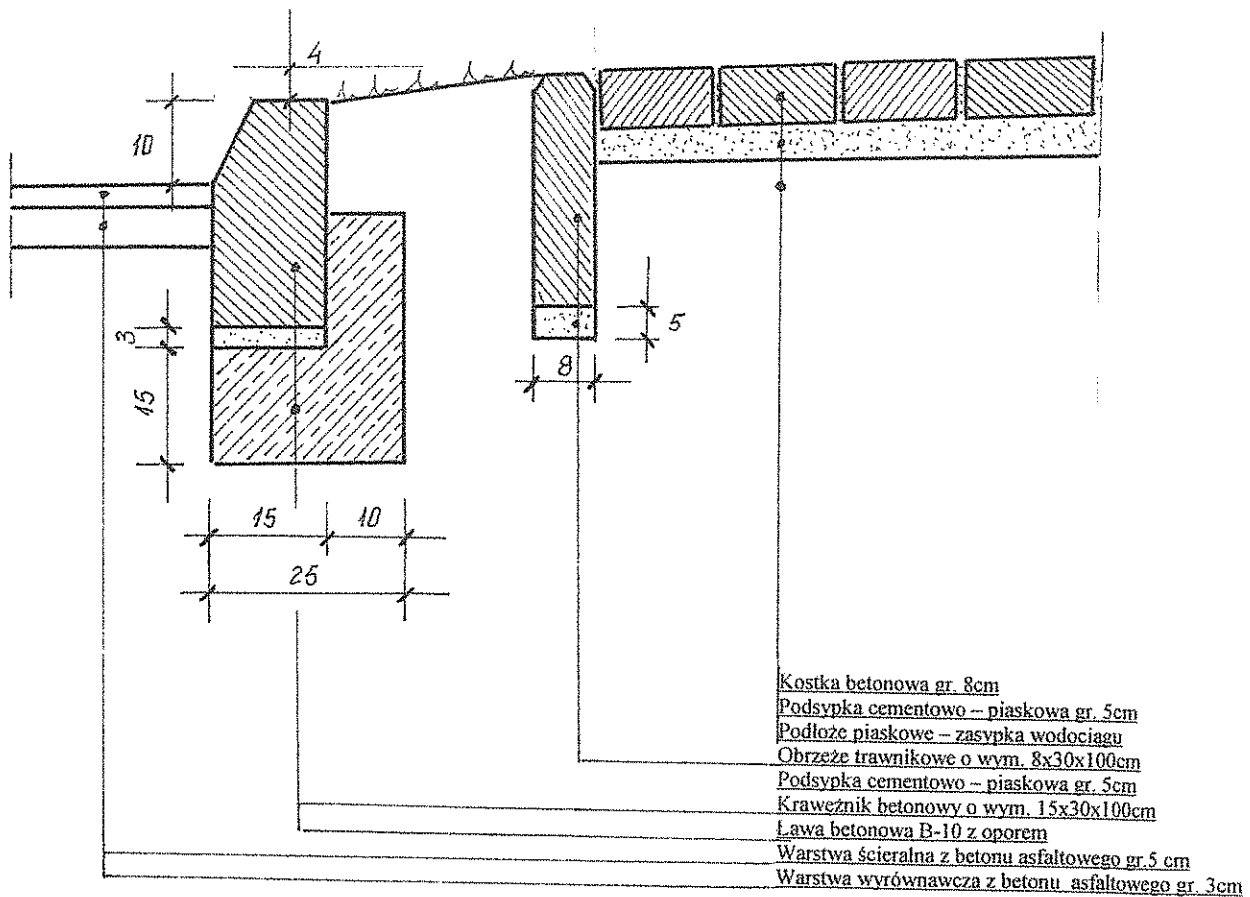 4
10
3
15
5
8
15
10
25
Kostka betonowa gr. 8cm
Podsypka cementowo – piaskowa gr. 5cm
Podłoże piaskowe – zasypka wodociągu
Obrzeże trawnikowe o wym. 8x30x100cm
Podsypka cementowo – piaskowa gr. 5cm
Krawężnik betonowy o wym. 15x30x100cm
Ława betonowa B-10 z oporem
Warstwa ścieralna z betonu asfaltowego gr.5 cm
Warstwa wyrównawcza z betonu asfaltowego gr. 3cm